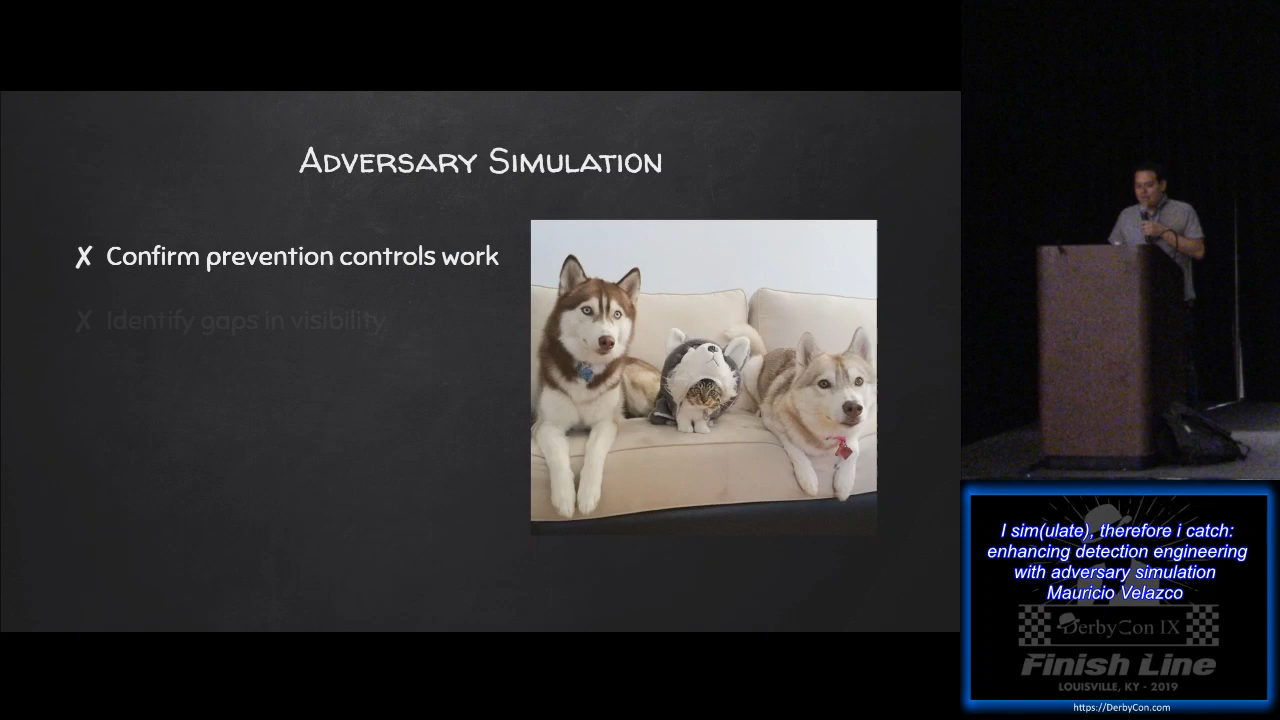 Adversary Simulation
✗ Confirm prevention controls work
✗ Identify gaps in visibility
I sim(ulate), therefore i catch:
enhancing detection engineering
with adversary simulation
Mauricio Velazco
DerbyCon IX
Finish Line
LOUISVILLE, KY - 2019
https://DerbyCon.com